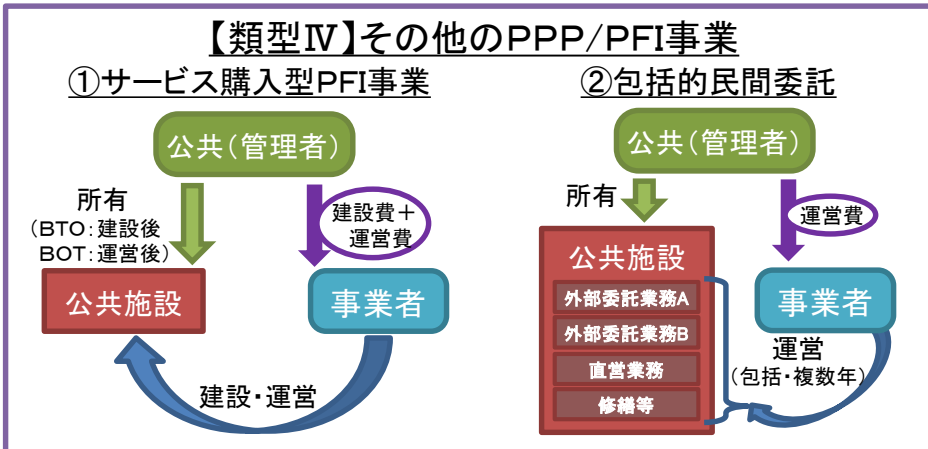 【類型Ⅳ】その他のPPP/PFI事業
①サービス購入型PFI事業
公共(管理者)
所有
(BTO:建設後
BOT:運営後)
建設費+
運営費
公共施設
事業者
建設・運営
②包括的民間委託
公共(管理者)
所有
運営費
公共施設
外部委託業務A
外部委託業務B
直営業務
修繕等
事業者
運営
(包括・複数年)